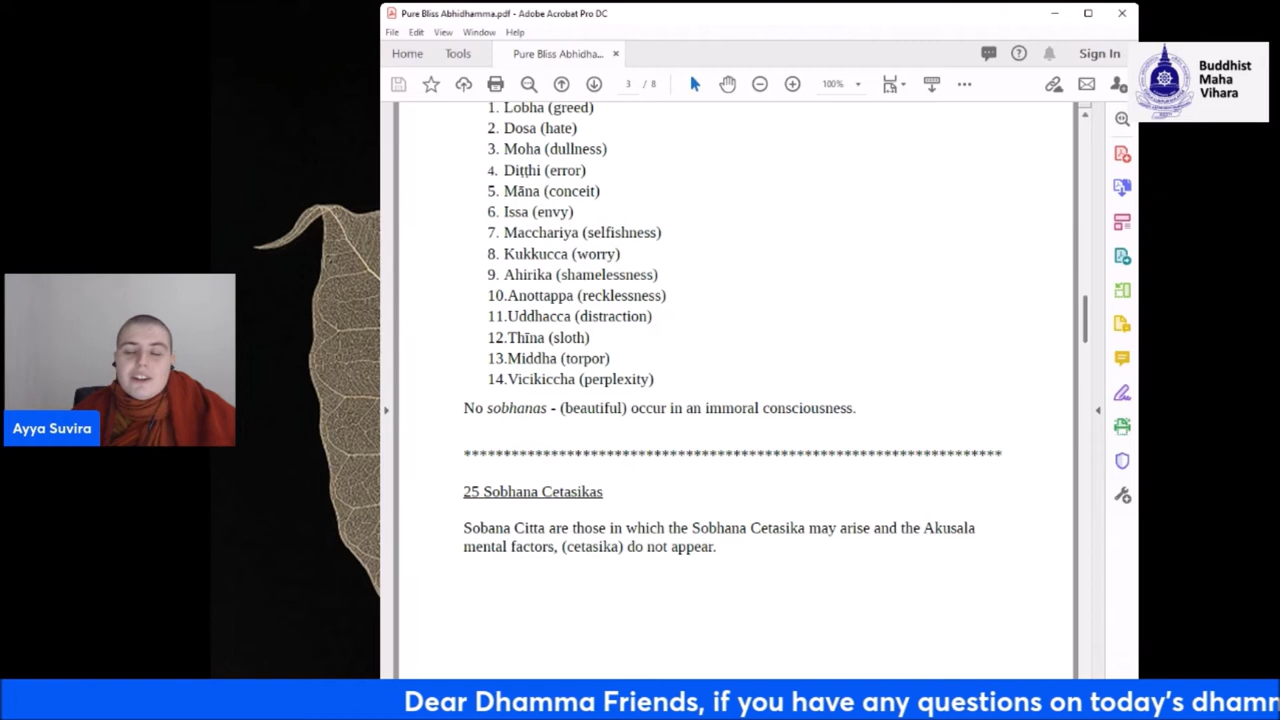 Pure Bliss Abhidhamma.pdf - Adobe Acrobat Pro DC
File Edit View Window Help
Home Tools Pure Bliss Abhidha... × Sign In
3 / 8 100%
Buddhist
Maha
Vihara
1. Lobha (greed)
2. Dosa (hate)
3. Moha (dullness)
4. Diṭṭhi (error)
5. Māna (conceit)
6. Issa (envy)
7. Macchariya (selfishness)
8. Kukkucca (worry)
9. Ahirika (shamelessness)
10.Anottappa (recklessness)
11.Uddhacca (distraction)
12.Thīna (sloth)
13.Middha (torpor)
14.Vicikiccha (perplexity)
No sobhanas - (beautiful) occur in an immoral consciousness.
********************************************************************
25 Sobhana Cetasikas
Sobana Citta are those in which the Sobhana Cetasika may arise and the Akusala
mental factors, (cetasika) do not appear.
Ayya Suvira
Dear Dhamma Friends, if you have any questions on today's dhamm